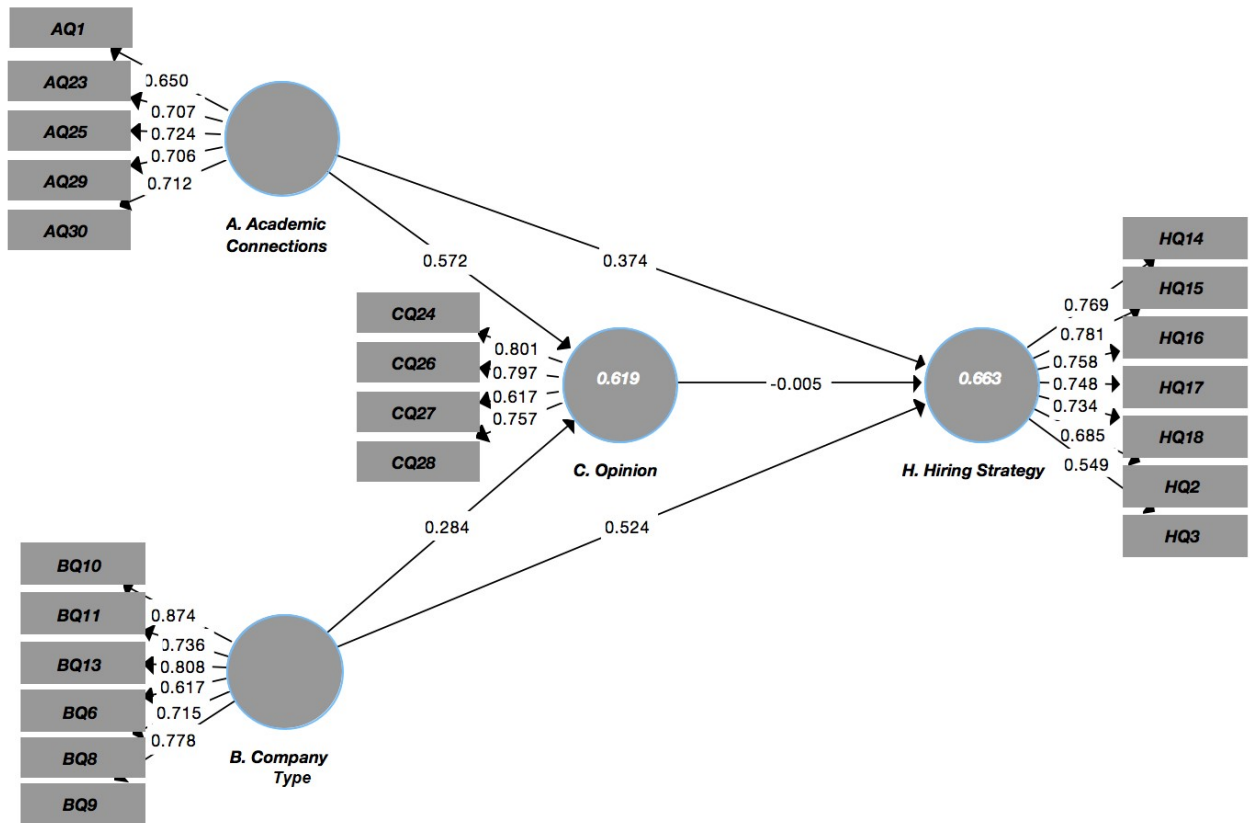 AQ1
AQ23
AQ25
AQ29
AQ30
0.650
0.707
0.724
0.706
0.712
A. Academic
Connections
0.572
0.374
CQ24
CQ26
CQ27
CQ28
0.801
0.797
0.617
0.757
0.619
C. Opinion
-0.005
0.663
H. Hiring Strategy
HQ14
HQ15
HQ16
HQ17
HQ18
HQ2
HQ3
0.769
0.781
0.758
0.748
0.734
0.685
0.549
0.284
0.524
BQ10
BQ11
BQ13
BQ6
BQ8
BQ9
0.874
0.736
0.808
0.617
0.715
0.778
B. Company
Type